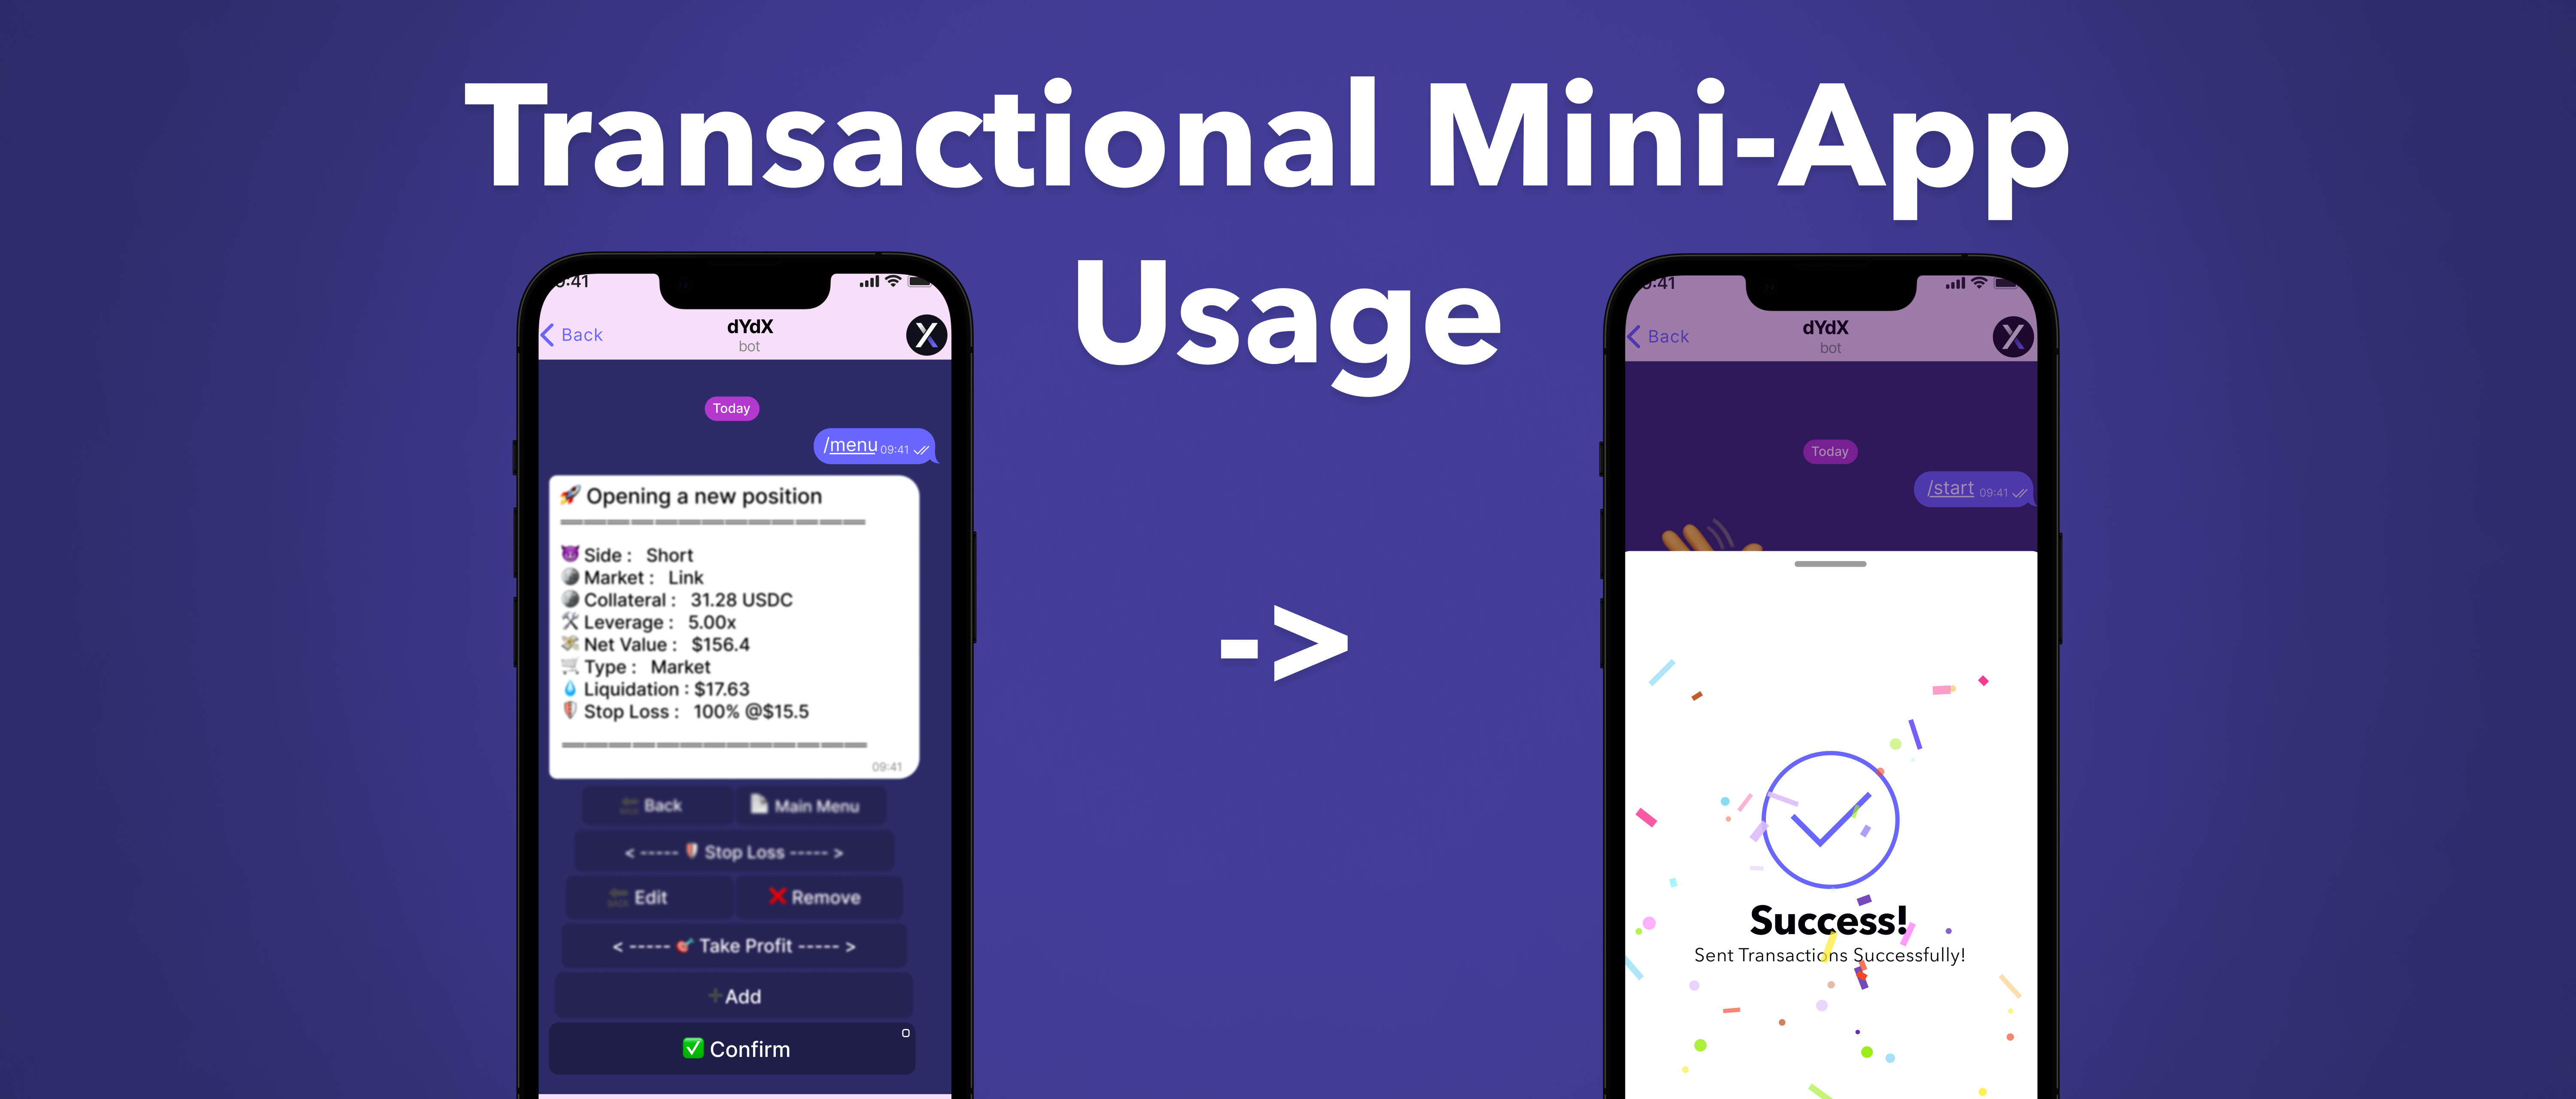 Transactional Mini-App
Usage
9:41
Back
dYdX
bot
Today
/menu 09:41
🚀 Opening a new position
😈 Side : Short
Market : Link
Collateral : 31.28 USDC
🛠 Leverage : 5.00x
💸 Net Value : $156.4
🛒 Type : Market
💧 Liquidation : $17.63
Stop Loss : 100% @$15.5
09:41
Back
Main Menu
< ----- Stop Loss ----- >
Edit
❌ Remove
< ----- 🎯 Take Profit ----- >
➕Add
✅ Confirm
->
9:41
Back
dYdX
bot
Today
/start 09:41
Success!
Sent Transactions Successfully!